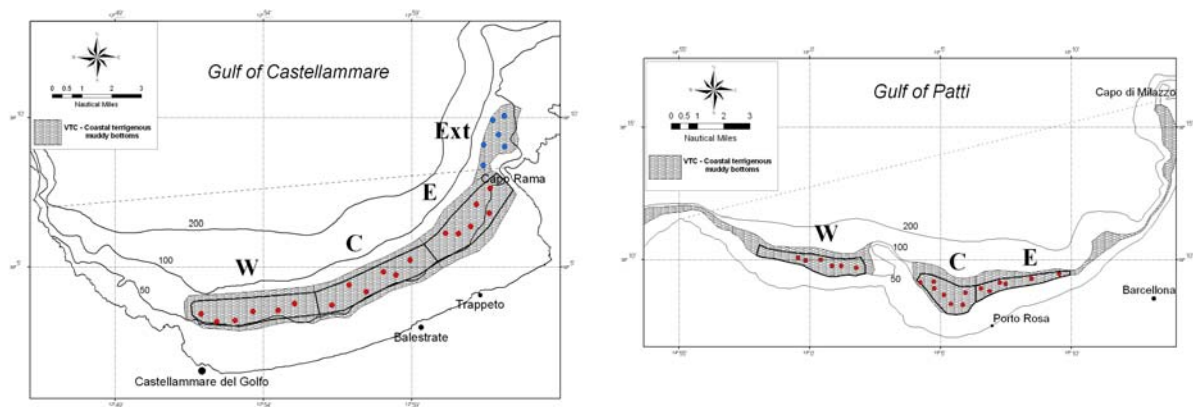 Gulf of Castellammare
0 0.5 1 2 3
Nautical Miles
VTC - Coastal terrigenous
muddy bottoms
Ext
Capo Rama
E
200
C
W
100
50
Trappeto
Balestrate
Castellammare del Golfo
Gulf of Patti
Capo di Milazzo
0 0.5 1 2 3
Nautical Miles
VTC - Coastal terrigenous
muddy bottoms
W
200
100
C
E
50
Barcellona
Porto Rosa